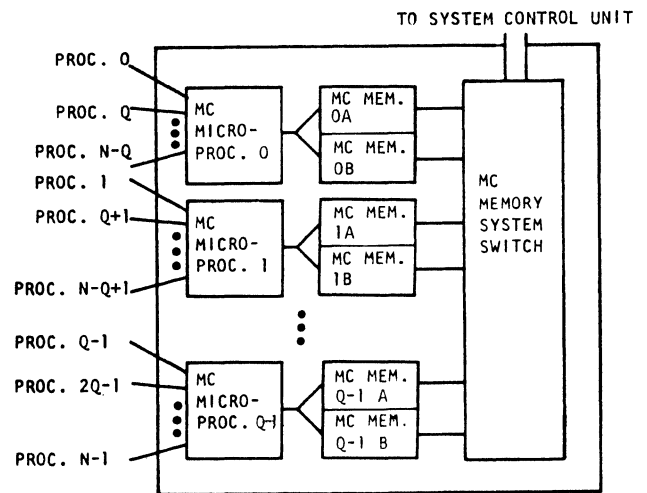 TO SYSTEM CONTROL UNIT
PROC. 0
PROC. Q
PROC. N-Q
MC
MICRO-
PROC. 0
MC MEM.
0A
MC MEM.
0B
PROC. 1
PROC. Q+1
PROC. N-Q+1
MC
MICRO-
PROC. 1
MC MEM.
1A
MC MEM.
1B
MC
MEMORY
SYSTEM
SWITCH
PROC. Q-1
PROC. 2Q-1
PROC. N-1
MC
MICRO-
PROC. Q-1
MC MEM.
Q-1 A
MC MEM.
Q-1 B